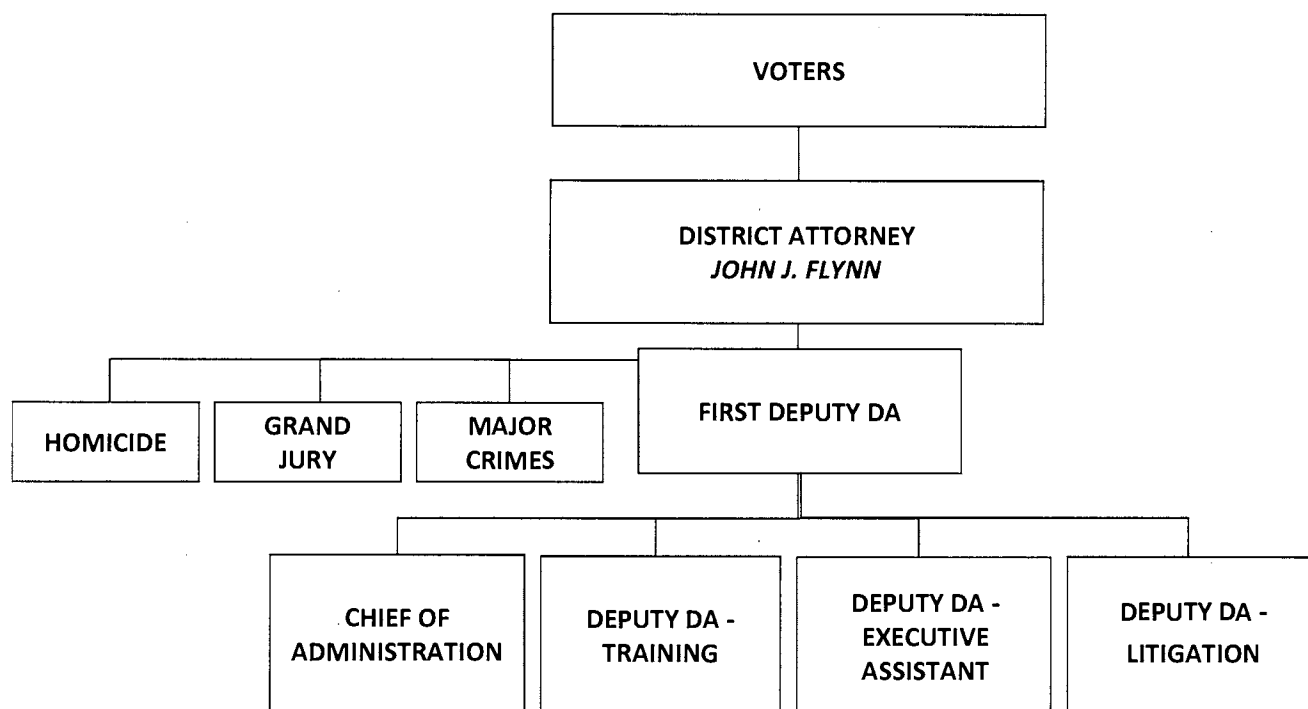 VOTERS
DISTRICT ATTORNEY
JOHN J. FLYNN
FIRST DEPUTY DA
HOMICIDE
GRAND
JURY
MAJOR
CRIMES
CHIEF OF
ADMINISTRATION
DEPUTY DA -
TRAINING
DEPUTY DA -
EXECUTIVE
ASSISTANT
DEPUTY DA -
LITIGATION